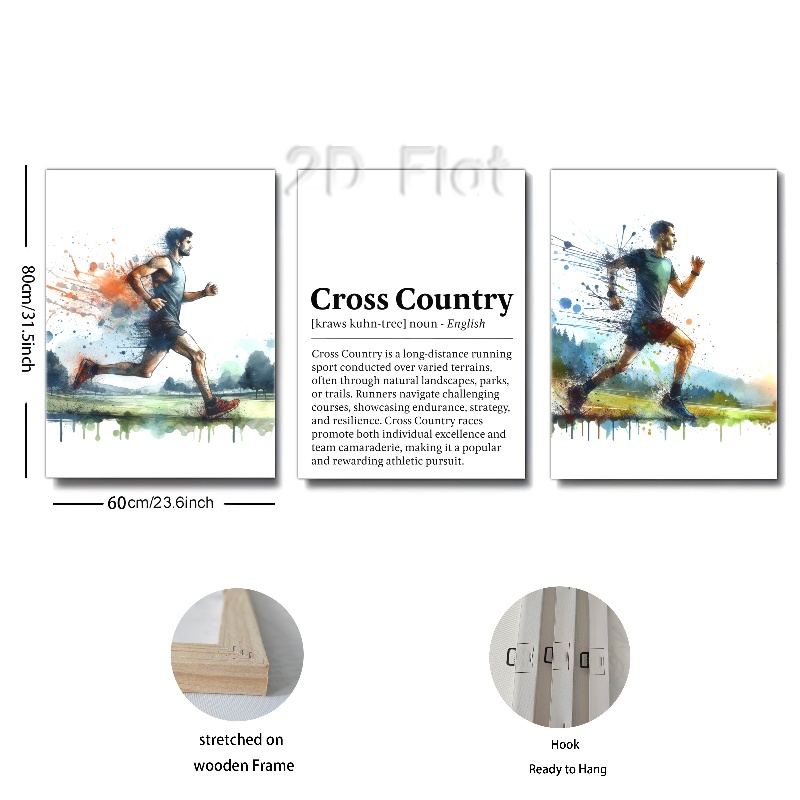 2D Flat
80cm/31.5inch
Cross Country
[kraws kuhn-tree] noun - English
Cross Country is a long-distance running
sport conducted over varied terrains,
often through natural landscapes, parks,
or trails. Runners navigate challenging
courses, showcasing endurance, strategy,
and resilience. Cross Country races
promote both individual excellence and
team camaraderie, making it a popular
and rewarding athletic pursuit.
60cm/23.6inch
stretched on
wooden Frame
Hook
Ready to Hang